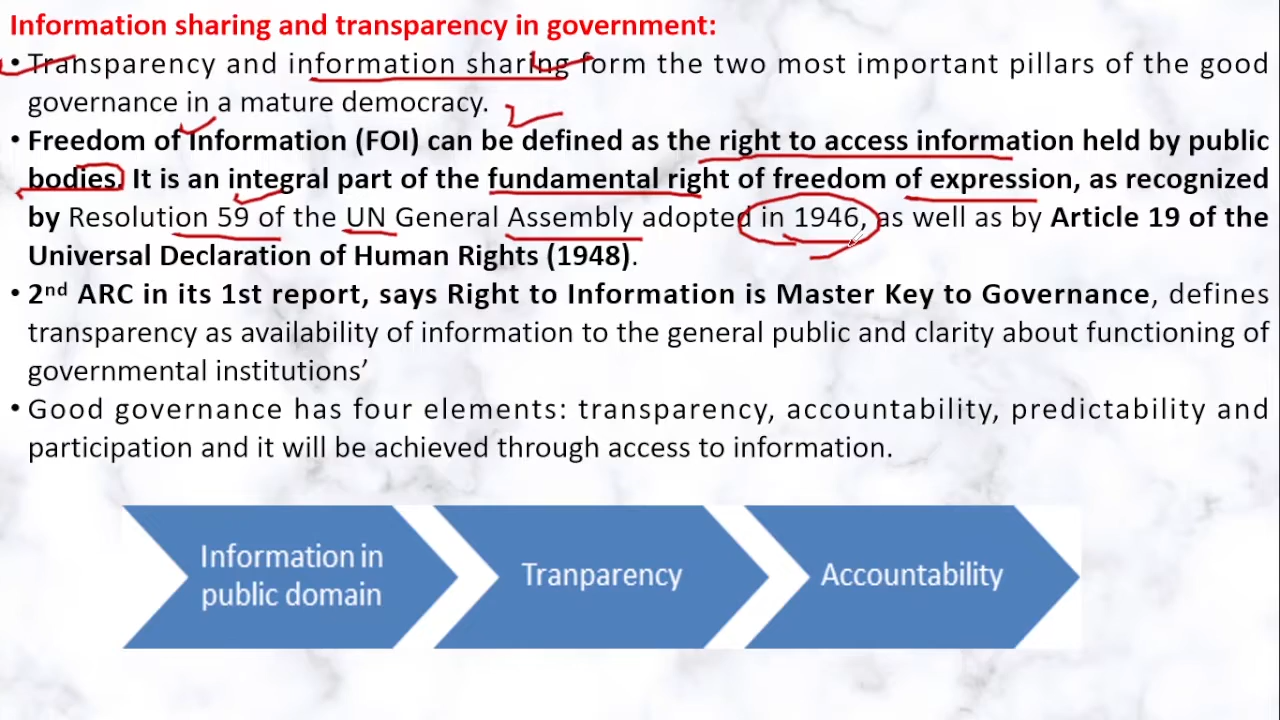 Information sharing and transparency in government:
• Transparency and information sharing form the two most important pillars of the good
governance in a mature democracy.
• Freedom of Information (FOI) can be defined as the right to access information held by public
bodies. It is an integral part of the fundamental right of freedom of expression, as recognized
by Resolution 59 of the UN General Assembly adopted in 1946, as well as by Article 19 of the
Universal Declaration of Human Rights (1948).
• 2nd ARC in its 1st report, says Right to Information is Master Key to Governance, defines
transparency as availability of information to the general public and clarity about functioning of
governmental institutions’
• Good governance has four elements: transparency, accountability, predictability and
participation and it will be achieved through access to information.
Information in
public domain
Tranparency
Accountability